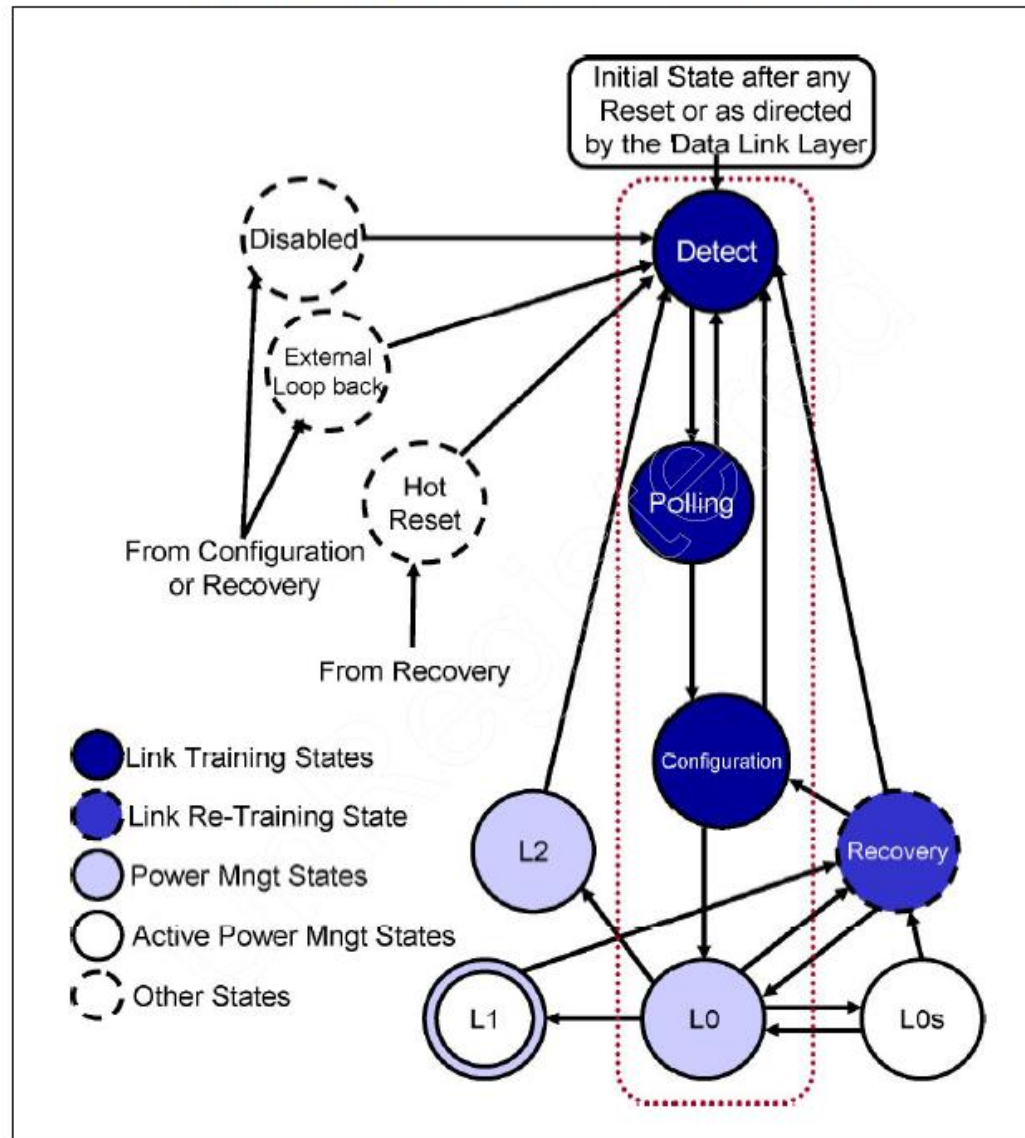 Initial State after any
Reset or as directed
by the Data Link Layer
Disabled
Detect
External
Loop back
Hot
Reset
Polling
From Configuration
or Recovery
From Recovery
Configuration
Link Training States
Link Re-Training State
Power Mngt States
Active Power Mngt States
Other States
L2
Recovery
L1
L0
L0s